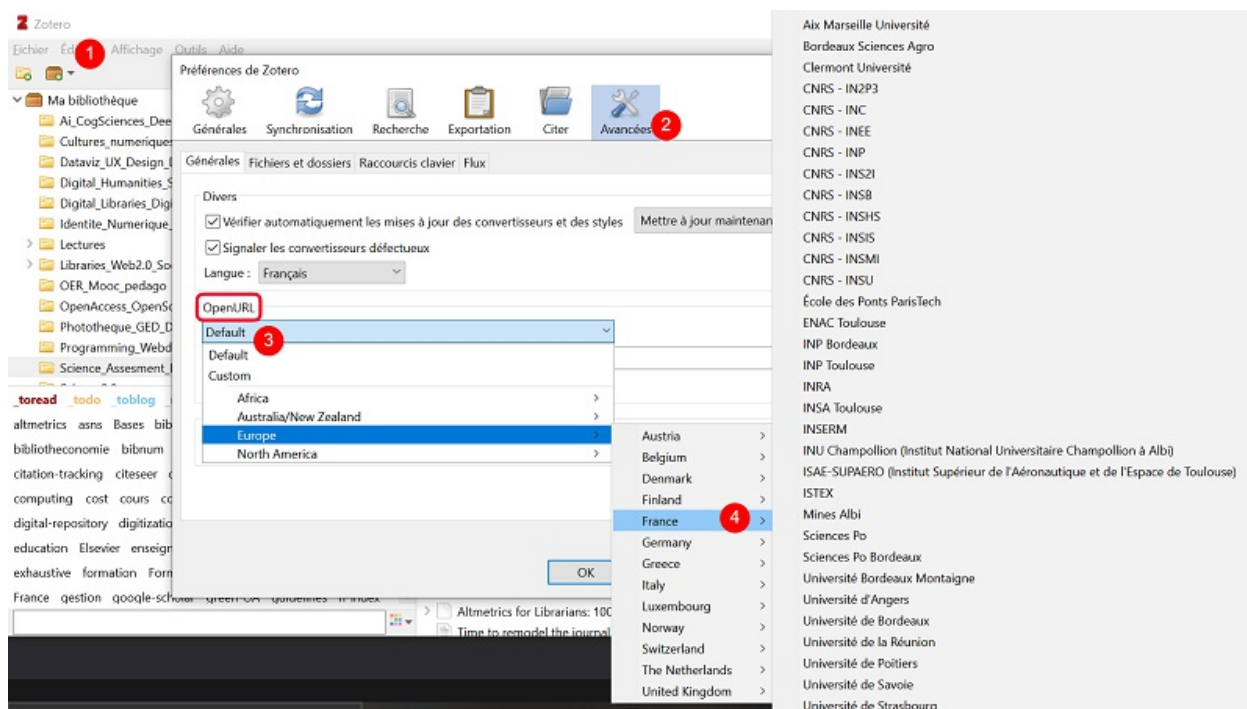 Zotero
Fichier Éd 1 Affichage Outils Aide
Ma bibliothèque
Ai_CogSciences_Dee
Cultures_numerique
Dataviz_UX_Design_
Digital_Humanities_S
Digital_Libraries_Digi
Identite_Numerique_
Lectures
Libraries_Web2.0_So
OER_Mooc_pedago
OpenAccess_OpenSc
Phototheque_GED_D
Programming_Webd
Science_Assesment_
_toread _todo _toblog
altmetrics asns Bases bib
bibliotheconomie bibnum
citation-tracking citeseer
computing cost cours co
digital-repository digitizatio
education Elsevier enseign
exhaustive formation Form
France gestion google-scholar green-OA guidelines h-index
Préférences de Zotero
Générales Synchronisation Recherche Exportation Citer Avancées 2
Générales Fichiers et dossiers Raccourcis clavier Flux
Divers
Vérifier automatiquement les mises à jour des convertisseurs et des styles Mettre à jour maintenan
Signaler les convertisseurs défectueux
Langue : Français
OpenURL
Default 3
Default
Custom
Africa
Australia/New Zealand
Europe
North America
OK
Altmetrics for Librarians: 100
Time to remodel the journal
Austria
Belgium
Denmark
Finland
France 4
Germany
Greece
Italy
Luxembourg
Norway
Switzerland
The Netherlands
United Kingdom
Aix Marseille Université
Bordeaux Sciences Agro
Clermont Université
CNRS - IN2P3
CNRS - INC
CNRS - INEE
CNRS - INP
CNRS - INS2I
CNRS - INSB
CNRS - INSHS
CNRS - INSIS
CNRS - INSMI
CNRS - INSU
École des Ponts ParisTech
ENAC Toulouse
INP Bordeaux
INP Toulouse
INRA
INSA Toulouse
INSERM
INU Champollion (Institut National Universitaire Champollion à Albi)
ISAE-SUPAERO (Institut Supérieur de l'Aéronautique et de l'Espace de Toulouse)
ISTEX
Mines Albi
Sciences Po
Sciences Po Bordeaux
Université Bordeaux Montaigne
Université d'Angers
Université de Bordeaux
Université de la Réunion
Université de Poitiers
Université de Savoie
Université de Strasbourg